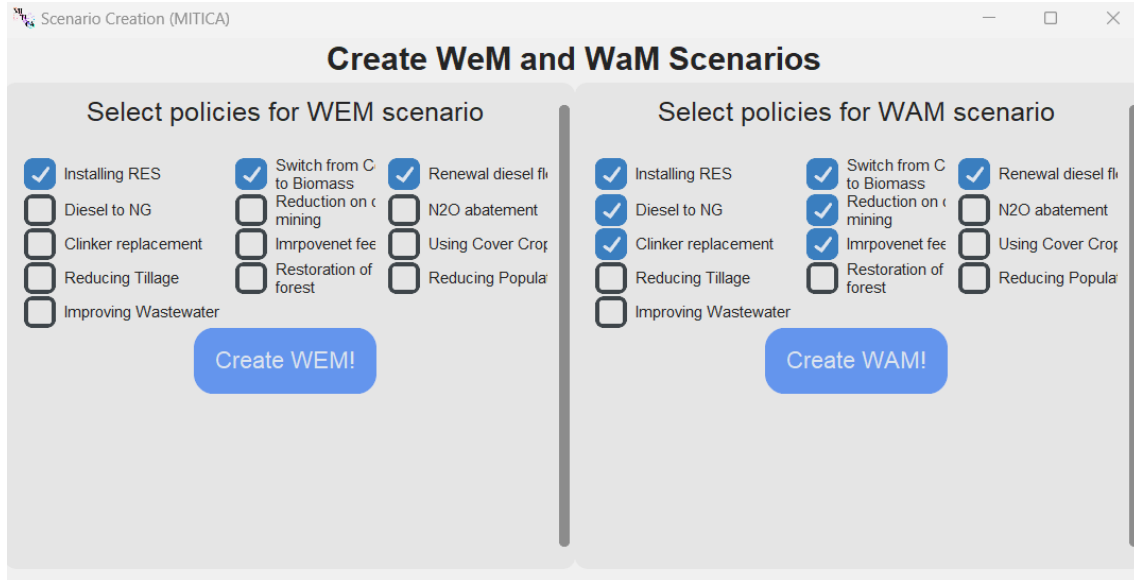 Scenario Creation (MITICA)
Create WeM and WaM Scenarios
Select policies for WEM scenario
Installing RES
Switch from C
to Biomass
Renewal diesel fl
Diesel to NG
Reduction on
mining
N2O abatement
Clinker replacement
Imrpovenet fee
Using Cover Crop
Reducing Tillage
Restoration of
forest
Reducing Populat
Improving Wastewater
Create WEM!
Select policies for WAM scenario
Installing RES
Switch from C
to Biomass
Renewal diesel fl
Diesel to NG
Reduction on
mining
N2O abatement
Clinker replacement
Imrpovenet fee
Using Cover Crop
Reducing Tillage
Restoration of
forest
Reducing Populat
Improving Wastewater
Create WAM!